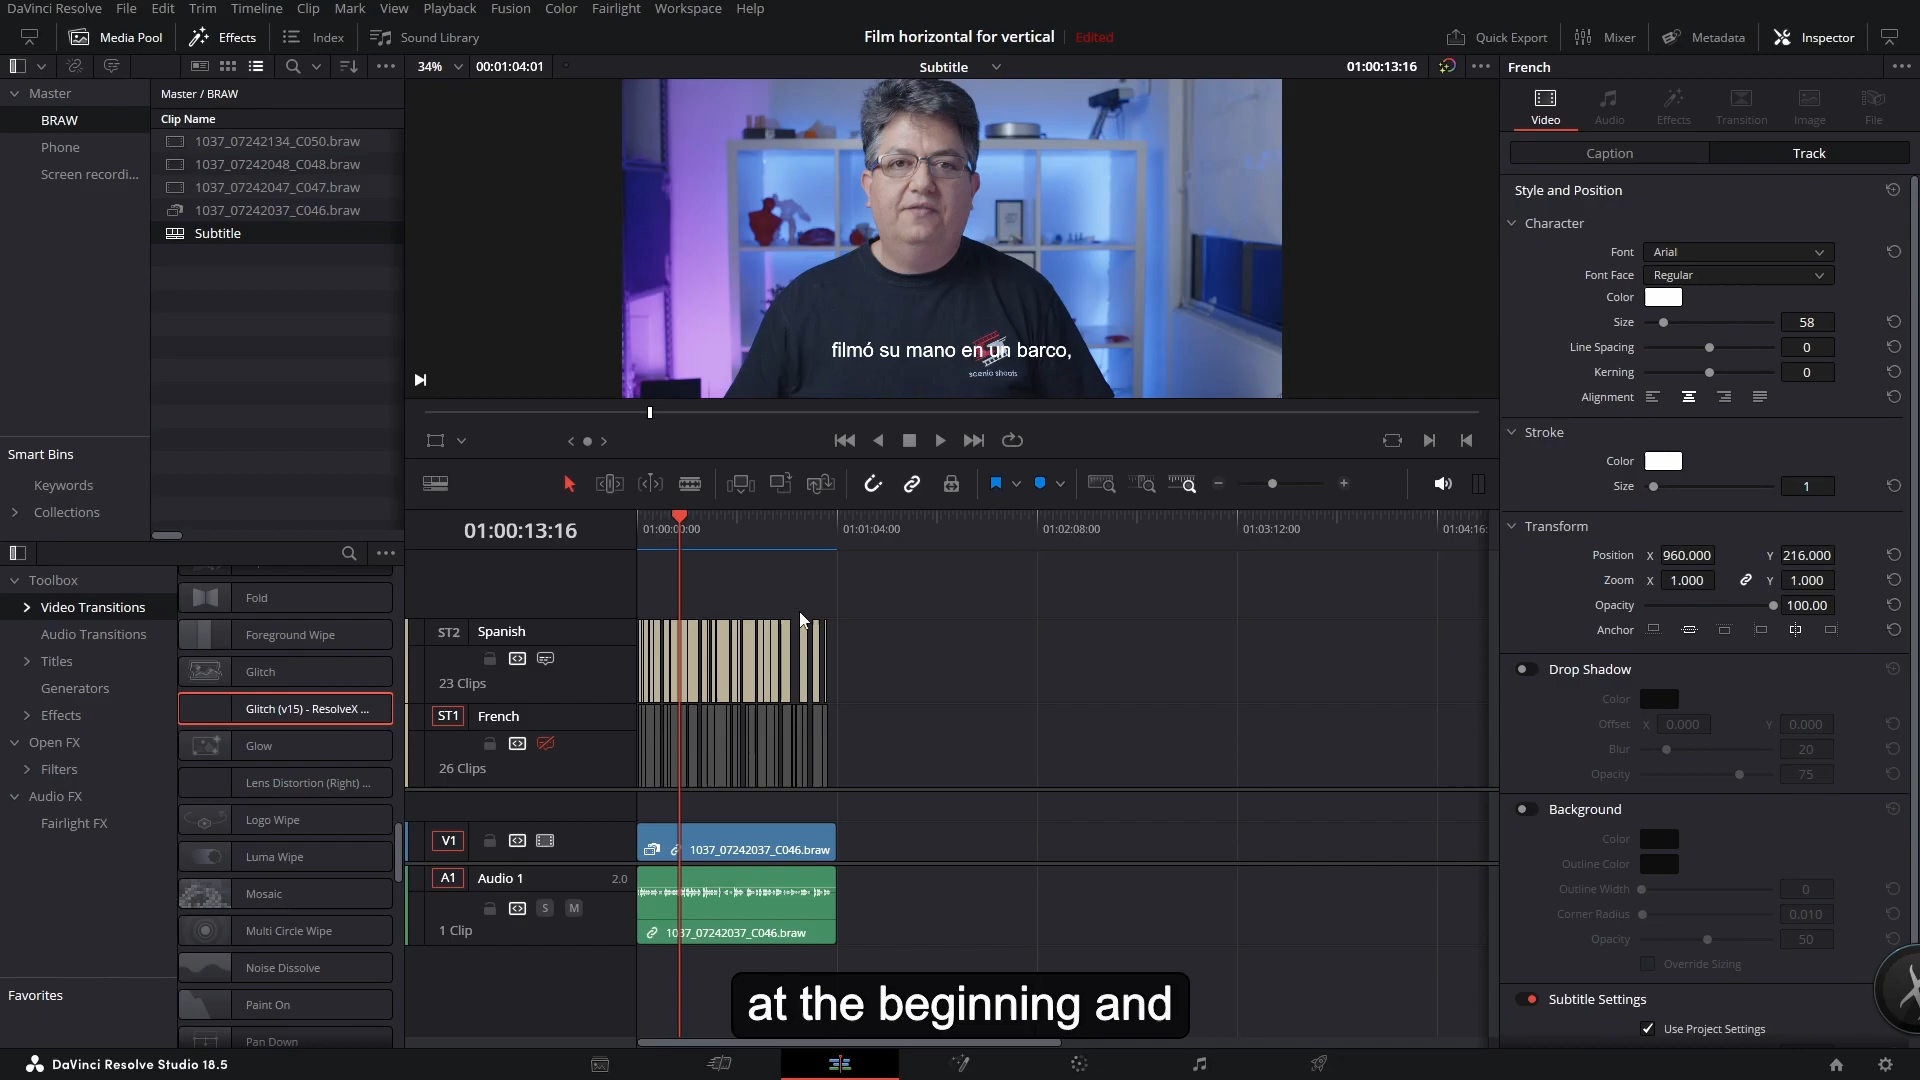 DaVinci Resolve File Edit Trim Timeline Clip Mark View Playback Fusion Color Fairlight Workspace Help
Media Pool Effects Index Sound Library Film horizontal for vertical Edited Quick Export Mixer Metadata Inspector
34% 00:01:04:01 Subtitle 01:00:13:16 French
Master
BRAW
Phone
Screen recordi...
Master / BRAW
Clip Name
1037_07242134_C050.braw
1037_07242048_C048.braw
1037_07242047_C047.braw
1037_07242037_C046.braw
Subtitle
Smart Bins
Keywords
Collections
filmó su mano en un barco,
scenio shoots
Video Audio Effects Transition Image File
Caption Track
Style and Position
Character
Font Arial
Font Face Regular
Color
Size 58
Line Spacing 0
Kerning 0
Alignment
Stroke
Color
Size 1
Transform
Position X 960.000 Y 216.000
Zoom X 1.000 Y 1.000
Opacity 100.00
Anchor
Drop Shadow
Color
Offset X 0.000 Y 0.000
Blur 20
Opacity 75
Background
Color
Outline Color
Outline Width 0
Corner Radius 0.010
Opacity 50
Override Sizing
Subtitle Settings
Use Project Settings
Toolbox
Video Transitions
Audio Transitions
Titles
Generators
Effects
Open FX
Filters
Audio FX
Fairlight FX
Favorites
Fold
Foreground Wipe
Glitch
Glitch (v15) - ResolveX ...
Glow
Lens Distortion (Right) ...
Logo Wipe
Luma Wipe
Mosaic
Multi Circle Wipe
Noise Dissolve
Paint On
Pan Down
01:00:13:16
01:00:00:00 01:01:04:00 01:02:08:00 01:03:12:00 01:04:16:
ST2 Spanish
23 Clips
ST1 French
26 Clips
V1
1037_07242037_C046.braw
A1 Audio 1 2.0
S M
1 Clip
1037_07242037_C046.braw
at the beginning and
DaVinci Resolve Studio 18.5